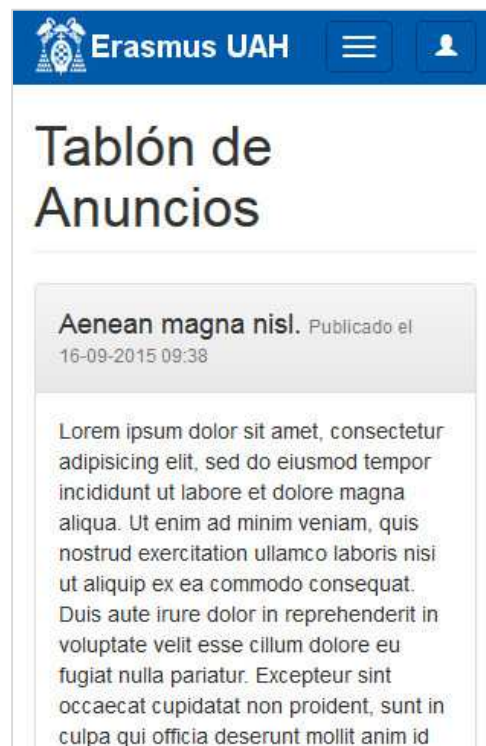 Erasmus UAH
Tablón de
Anuncios
Aenean magna nisl. Publicado el
16-09-2015 09:38
Lorem ipsum dolor sit amet, consectetur
adipisicing elit, sed do eiusmod tempor
incididunt ut labore et dolore magna
aliqua. Ut enim ad minim veniam, quis
nostrud exercitation ullamco laboris nisi
ut aliquip ex ea commodo consequat.
Duis aute irure dolor in reprehenderit in
voluptate velit esse cillum dolore eu
fugiat nulla pariatur. Excepteur sint
occaecat cupidatat non proident, sunt in
culpa qui officia deserunt mollit anim id